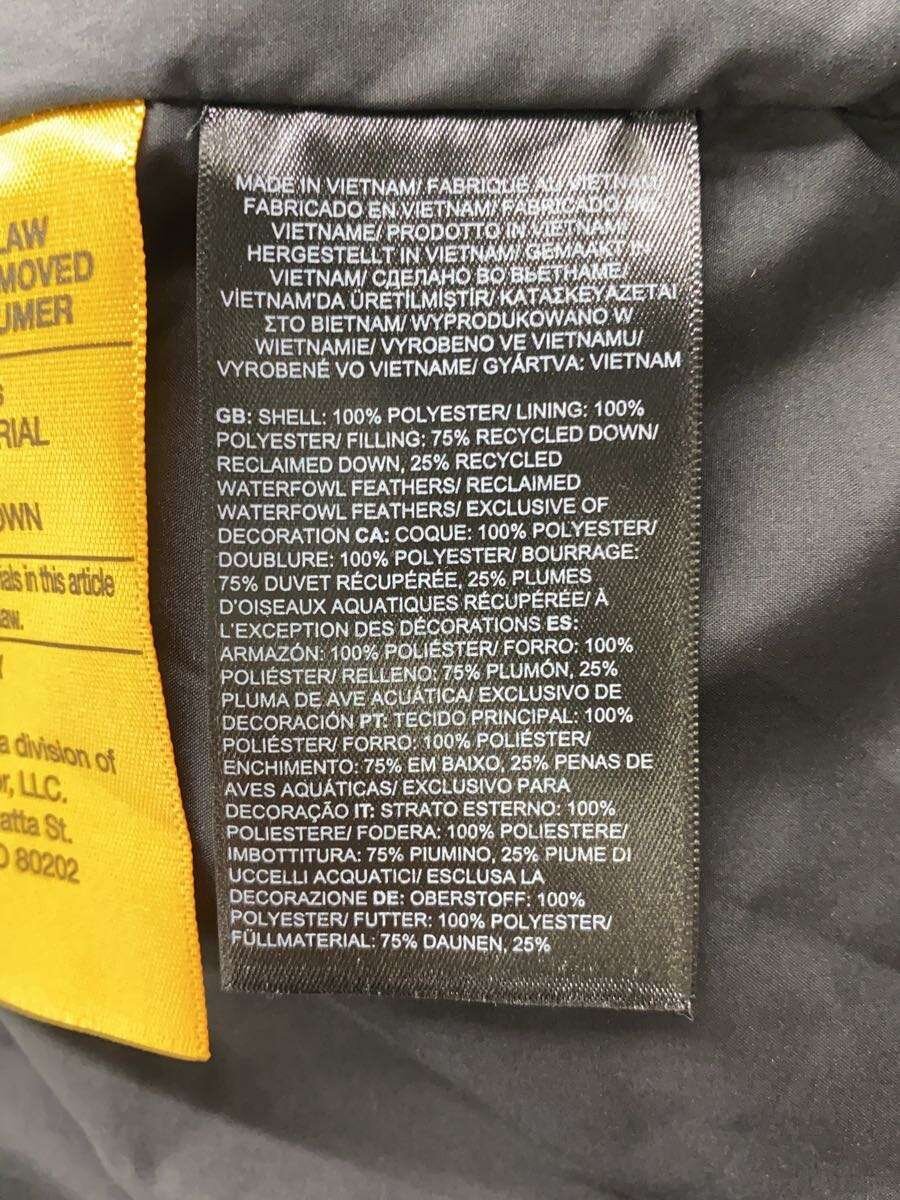 LAW
MOVED
UMER
RIAL
OWN
als in this article
aw.
a division of
r, LLC.
atta St.
O 80202
MADE IN VIETNAM/ FABRIQUÉ AU VIETNAM/
FABRICADO EN VIETNAM/ FABRICADO NO
VIETNAME/ PRODOTTO IN VIETNAM/
HERGESTELLT IN VIETNAM/ GEMAAKT IN
VIETNAM/ СДЕЛАНО ВО ВЬЕТНАМЕ/
VİETNAM'DA ÜRETİLMİŞTİR/ ΚΑΤΑΣΚΕΥΑΖΕΤΑΙ
ΣΤΟ ΒΙΕΤΝΑΜ/ WYPRODUKOWANO W
WIETNAMIE/ VYROBENO VE VIETNAMU/
VYROBENÉ VO VIETNAME/ GYÁRTVA: VIETNAM
GB: SHELL: 100% POLYESTER/ LINING: 100%
POLYESTER/ FILLING: 75% RECYCLED DOWN/
RECLAIMED DOWN, 25% RECYCLED
WATERFOWL FEATHERS/ RECLAIMED
WATERFOWL FEATHERS/ EXCLUSIVE OF
DECORATION CA: COQUE: 100% POLYESTER/
DOUBLURE: 100% POLYESTER/ BOURRAGE:
75% DUVET RÉCUPÉRÉE, 25% PLUMES
D'OISEAUX AQUATIQUES RÉCUPÉRÉE/ À
L'EXCEPTION DES DÉCORATIONS ES:
ARMAZÓN: 100% POLIÉSTER/ FORRO: 100%
POLIÉSTER/ RELLENO: 75% PLUMÓN, 25%
PLUMA DE AVE ACUÁTICA/ EXCLUSIVO DE
DECORACIÓN PT: TECIDO PRINCIPAL: 100%
POLIÉSTER/ FORRO: 100% POLIÉSTER/
ENCHIMENTO: 75% EM BAIXO, 25% PENAS DE
AVES AQUÁTICAS/ EXCLUSIVO PARA
DECORAÇÃO IT: STRATO ESTERNO: 100%
POLIESTERE/ FODERA: 100% POLIESTERE/
IMBOTTITURA: 75% PIUMINO, 25% PIUME DI
UCCELLI ACQUATICI/ ESCLUSA LA
DECORAZIONE DE: OBERSTOFF: 100%
POLYESTER/ FUTTER: 100% POLYESTER/
FÜLLMATERIAL: 75% DAUNEN, 25%